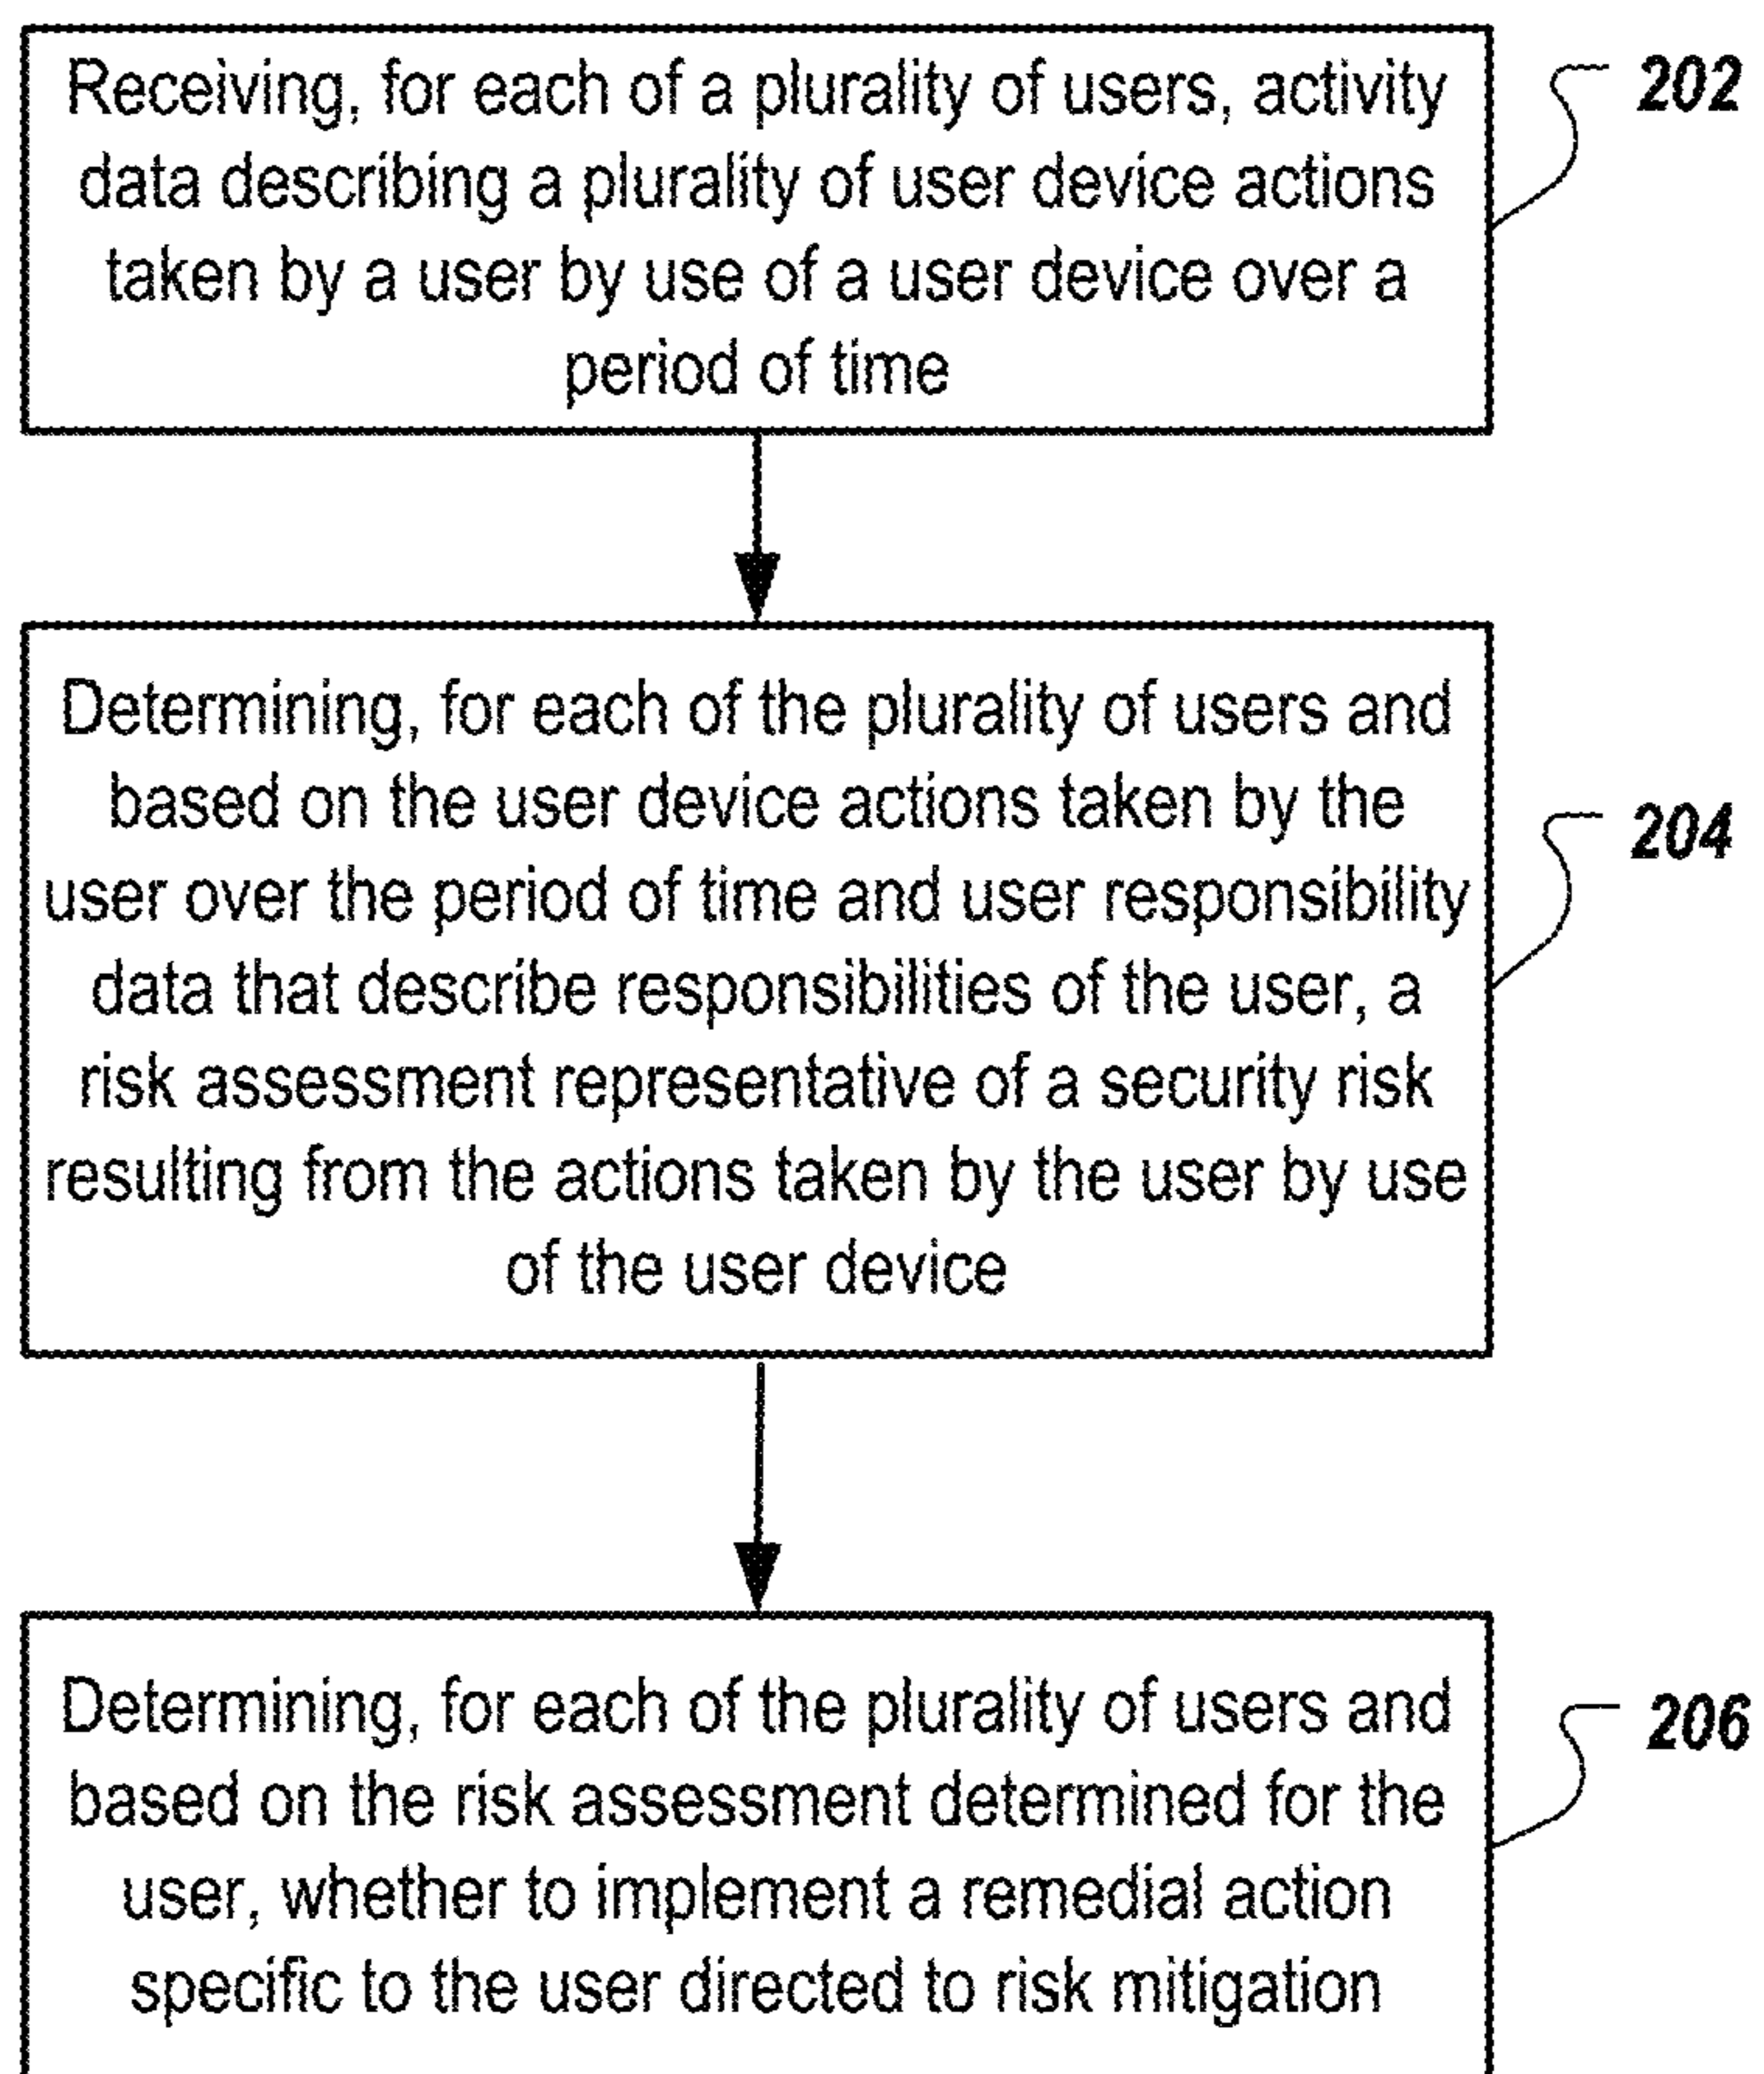 Receiving, for each of a plurality of users, activity
data describing a plurality of user device actions
taken by a user by use of a user device over a
period of time
202
Determining, for each of the plurality of users and
based on the user device actions taken by the
user over the period of time and user responsibility
data that describe responsibilities of the user, a
risk assessment representative of a security risk
resulting from the actions taken by the user by use
of the user device
204
Determining, for each of the plurality of users and
based on the risk assessment determined for the
user, whether to implement a remedial action
specific to the user directed to risk mitigation
206